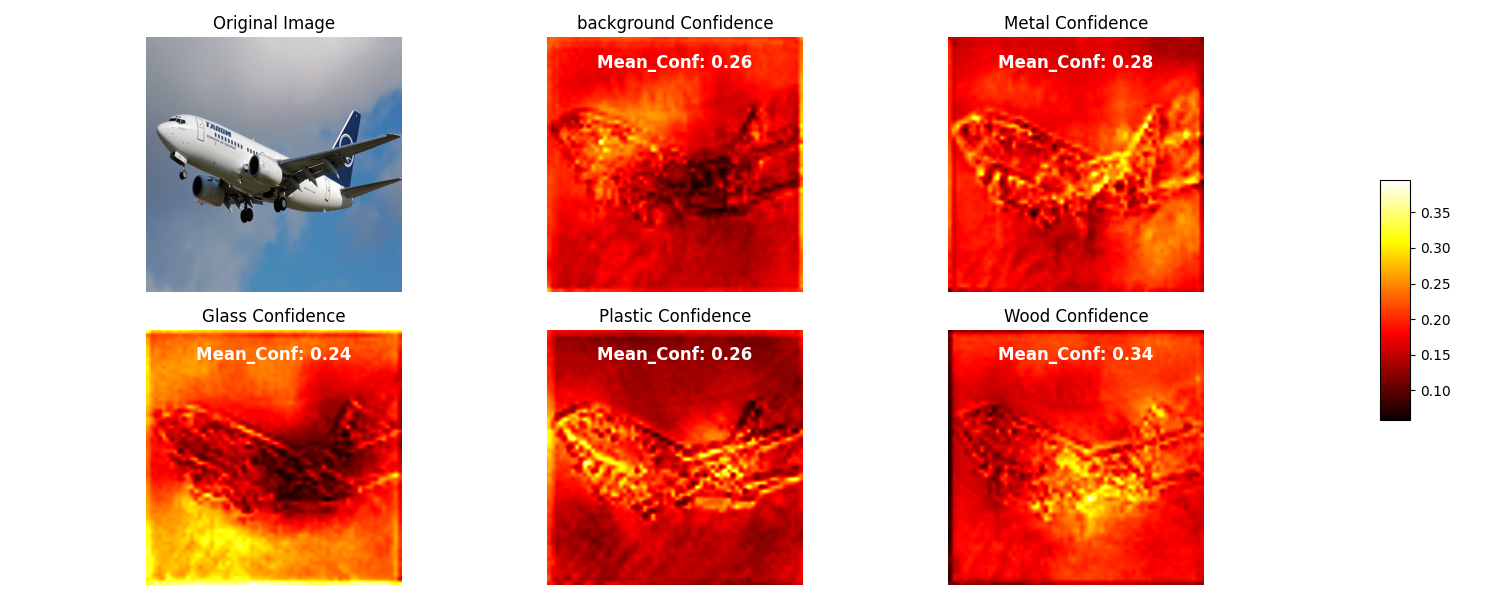 Original Image
background Confidence
Metal Confidence
Mean_Conf: 0.26
Mean_Conf: 0.28
TAROM
Glass Confidence
Plastic Confidence
Wood Confidence
Mean_Conf: 0.24
Mean_Conf: 0.26
Mean_Conf: 0.34
0.35
0.30
0.25
0.20
0.15
0.10